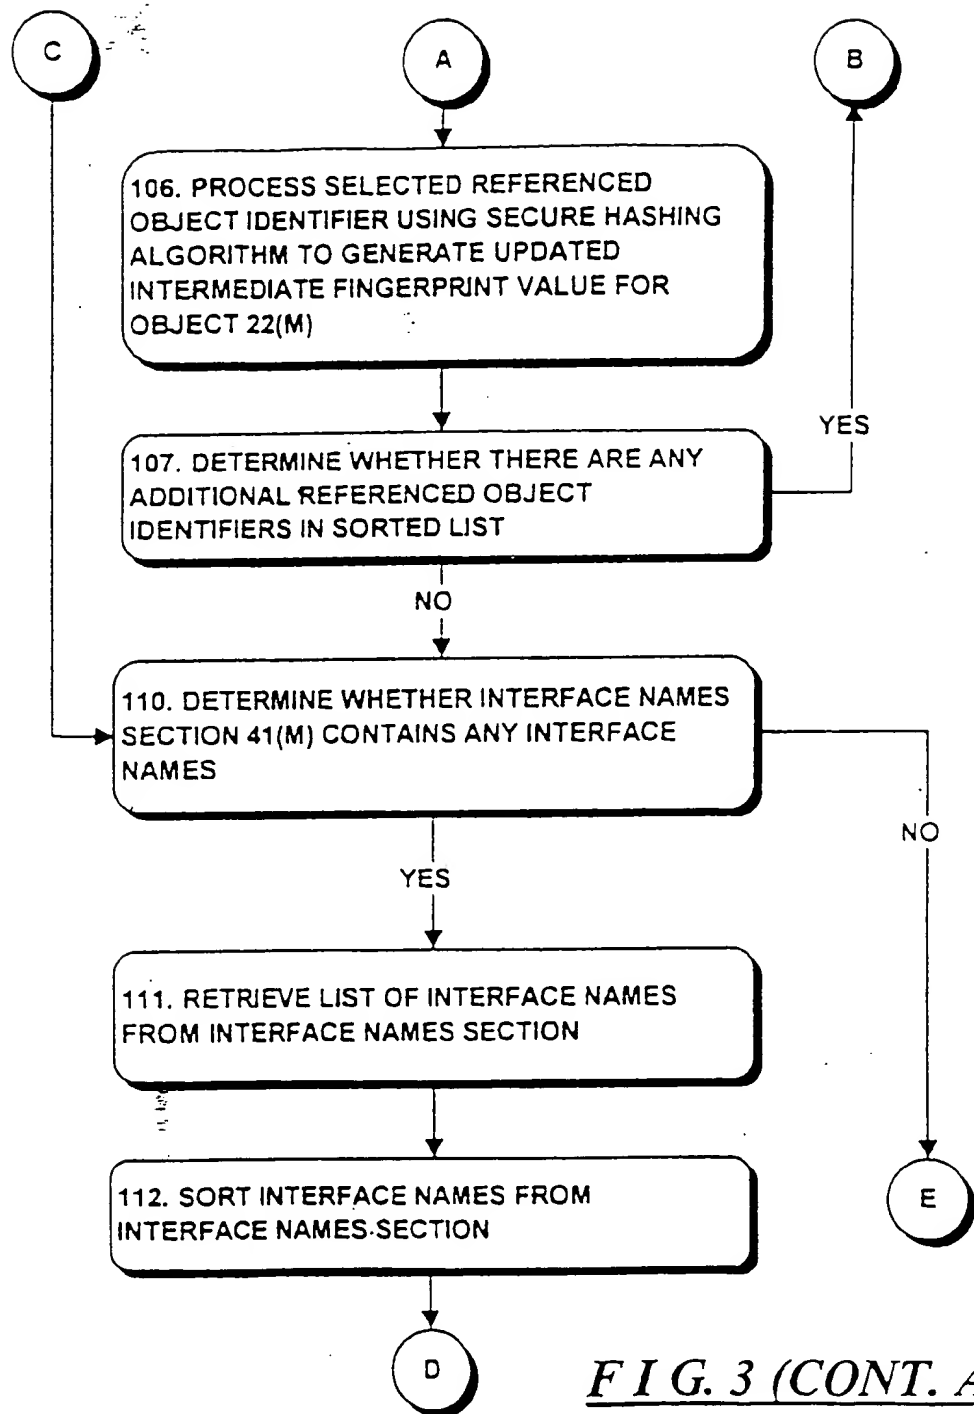 C
A
B
106. PROCESS SELECTED REFERENCED
OBJECT IDENTIFIER USING SECURE HASHING
ALGORITHM TO GENERATE UPDATED
INTERMEDIATE FINGERPRINT VALUE FOR
OBJECT 22(M)
YES
107. DETERMINE WHETHER THERE ARE ANY
ADDITIONAL REFERENCED OBJECT
IDENTIFIERS IN SORTED LIST
NO
110. DETERMINE WHETHER INTERFACE NAMES
SECTION 41(M) CONTAINS ANY INTERFACE
NAMES
NO
YES
111. RETRIEVE LIST OF INTERFACE NAMES
FROM INTERFACE NAMES SECTION
112. SORT INTERFACE NAMES FROM
INTERFACE NAMES SECTION
E
D
FIG. 3 (CONT. A